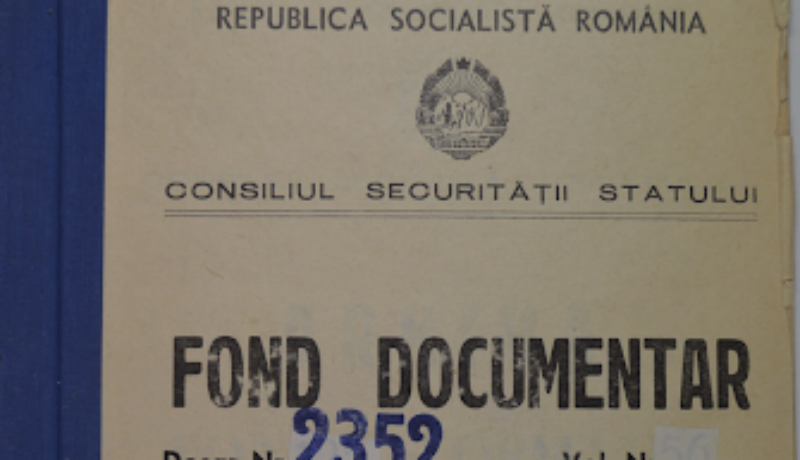 REPUBLICA SOCIALISTĂ ROMÂNIA
CONSILIUL SECURITĂȚII STATULUI
FOND DOCUMENTAR
2352